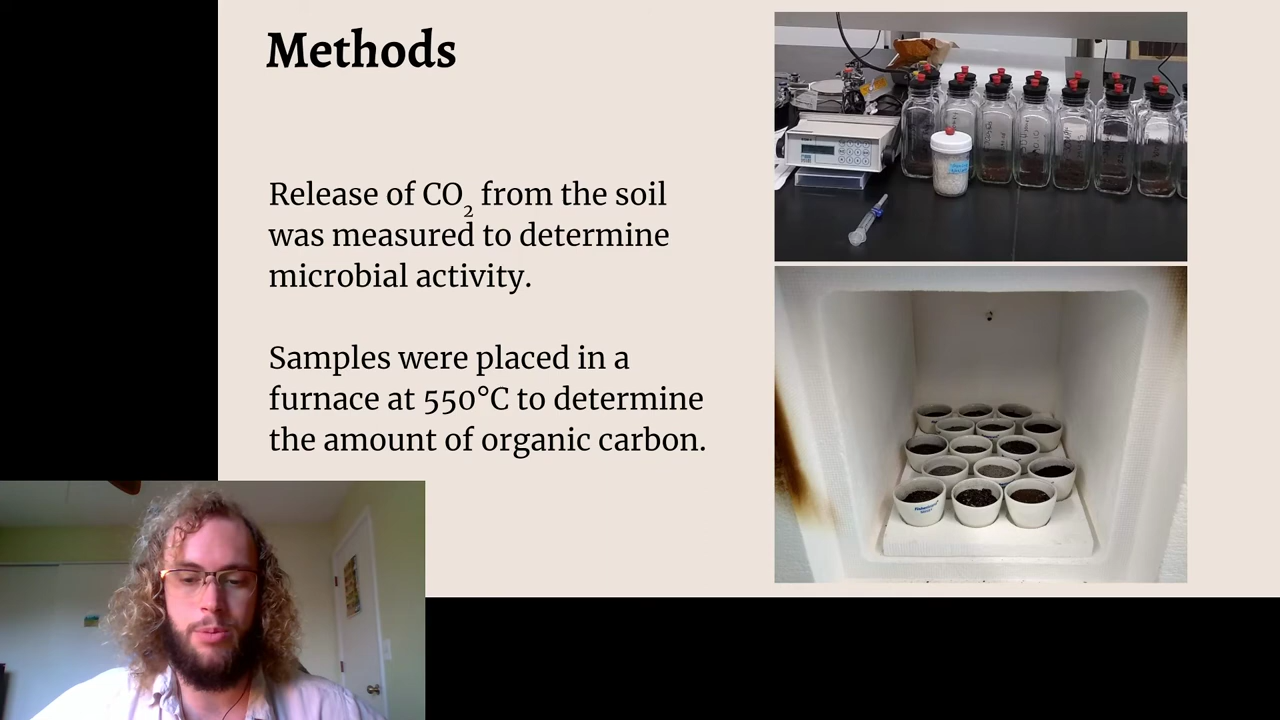 Methods
Release of CO₂ from the soil
was measured to determine
microbial activity.
Samples were placed in a
furnace at 550°C to determine
the amount of organic carbon.